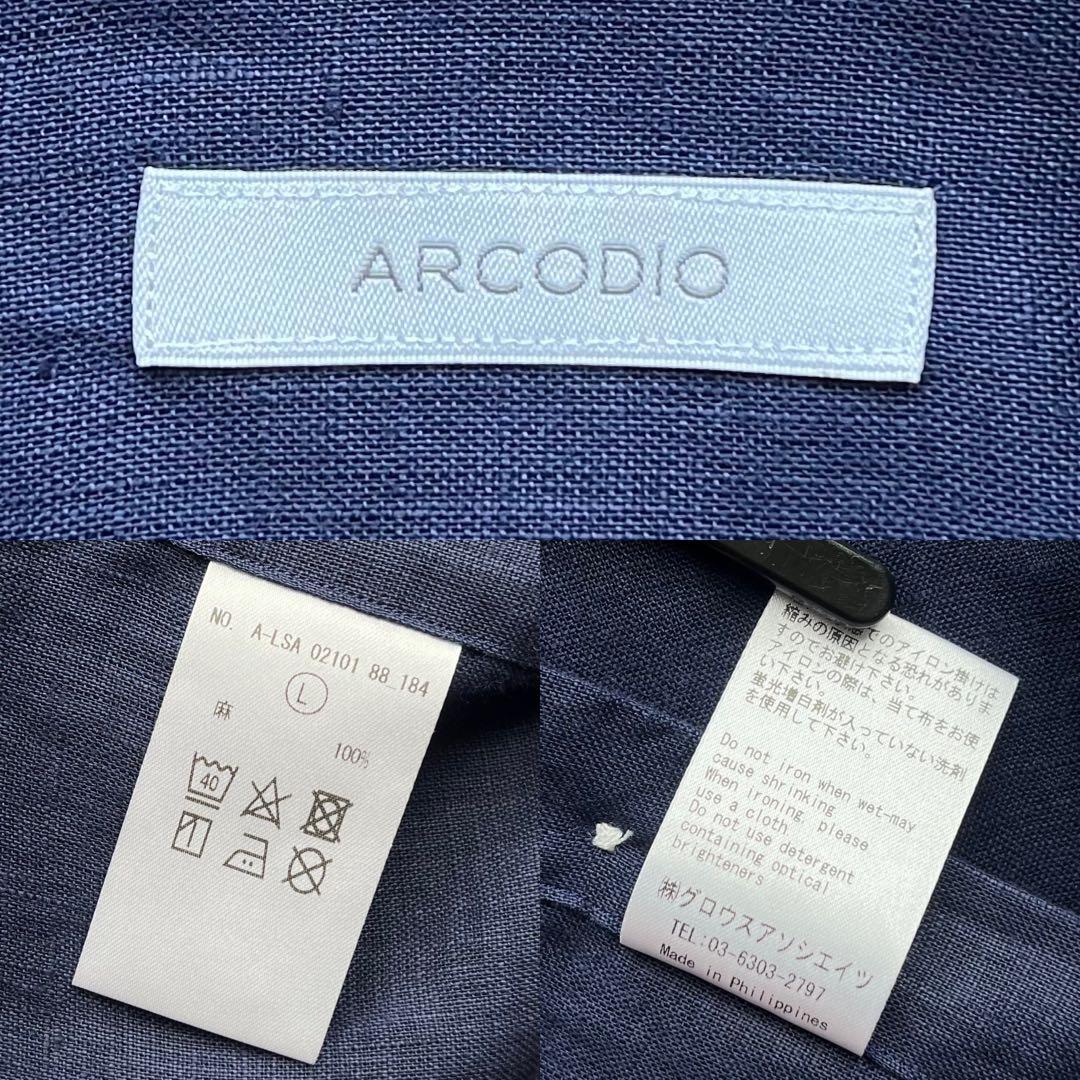 ARCODIO
NO. A-LSA 02101 88_184
L
麻
100%
40
縮みの原因となる恐れがありま
すのでお避け下さい。
アイロンの際は、当て布をお使
い下さい。
蛍光増白剤が入っていない洗剤
を使用して下さい。
Do not iron when wet-may
cause shrinking
When ironing please
use a cloth
Do not use detergent
containing optical
brighteners
㈱グロウスアソシエイツ
TEL:03-6303-2797
Made in Philippines